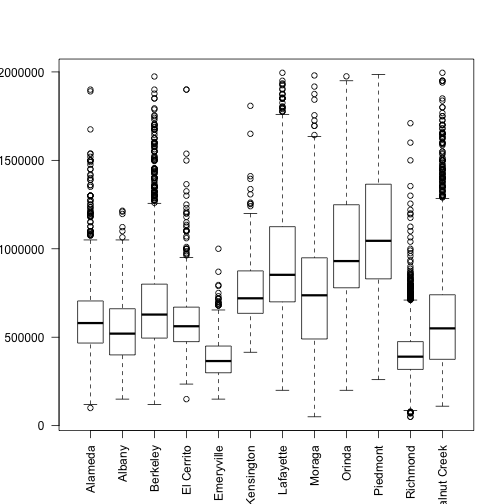 2000000
1500000
1000000
500000
0
Alameda
Albany
Berkeley
El Cerrito
Emeryville
Kensington
Lafayette
Moraga
Orinda
Piedmont
Richmond
alnut Creek